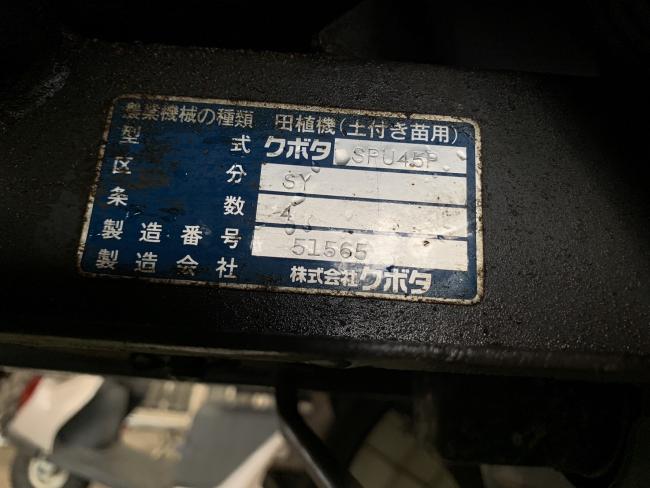 農業機械の種類 田植機(土付き苗用)
型式 クボタ SPU45P
区分 SY
条数 4
製造番号 51565
製造会社 株式会社クボタ